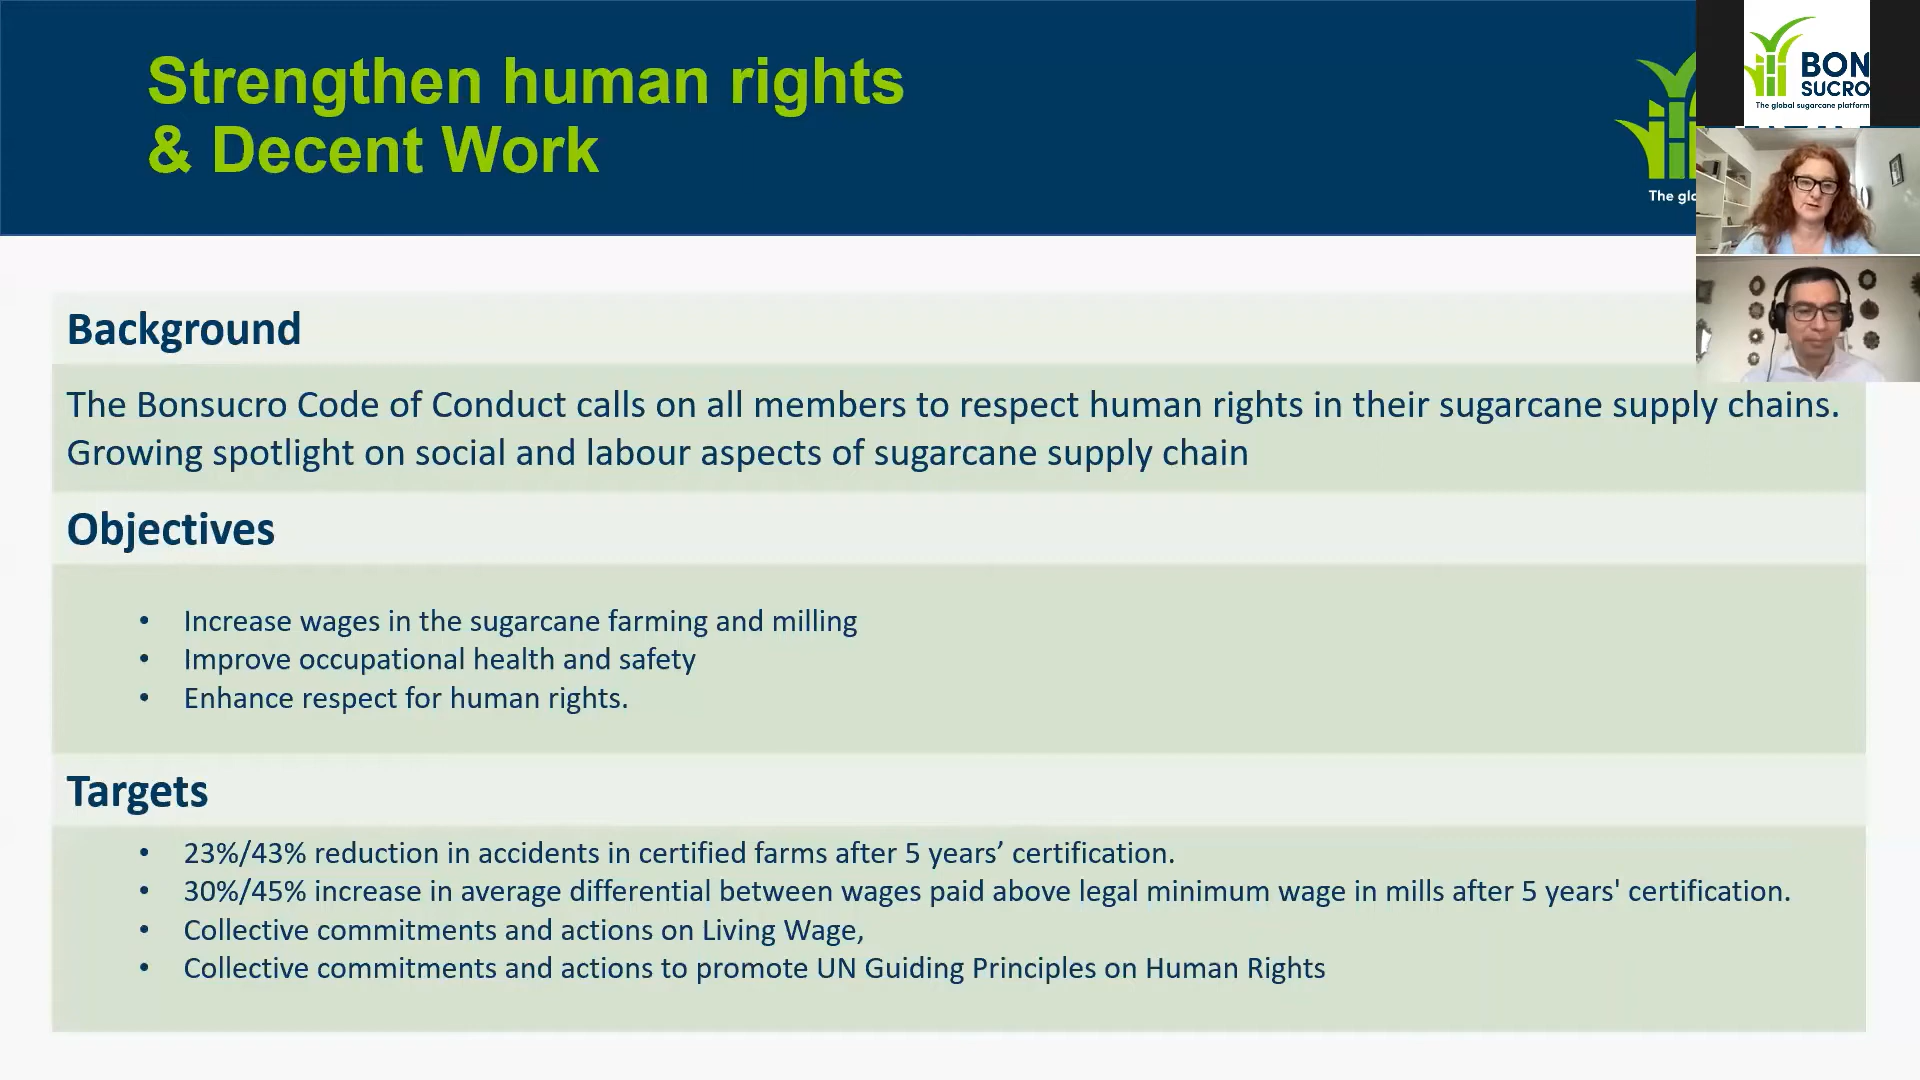 Strengthen human rights
& Decent Work
BON
SUCRO
The global sugarcane platform
Background
The Bonsucro Code of Conduct calls on all members to respect human rights in their sugarcane supply chains.
Growing spotlight on social and labour aspects of sugarcane supply chain
Objectives
• Increase wages in the sugarcane farming and milling
• Improve occupational health and safety
• Enhance respect for human rights.
Targets
• 23%/43% reduction in accidents in certified farms after 5 years’ certification.
• 30%/45% increase in average differential between wages paid above legal minimum wage in mills after 5 years' certification.
• Collective commitments and actions on Living Wage,
• Collective commitments and actions to promote UN Guiding Principles on Human Rights